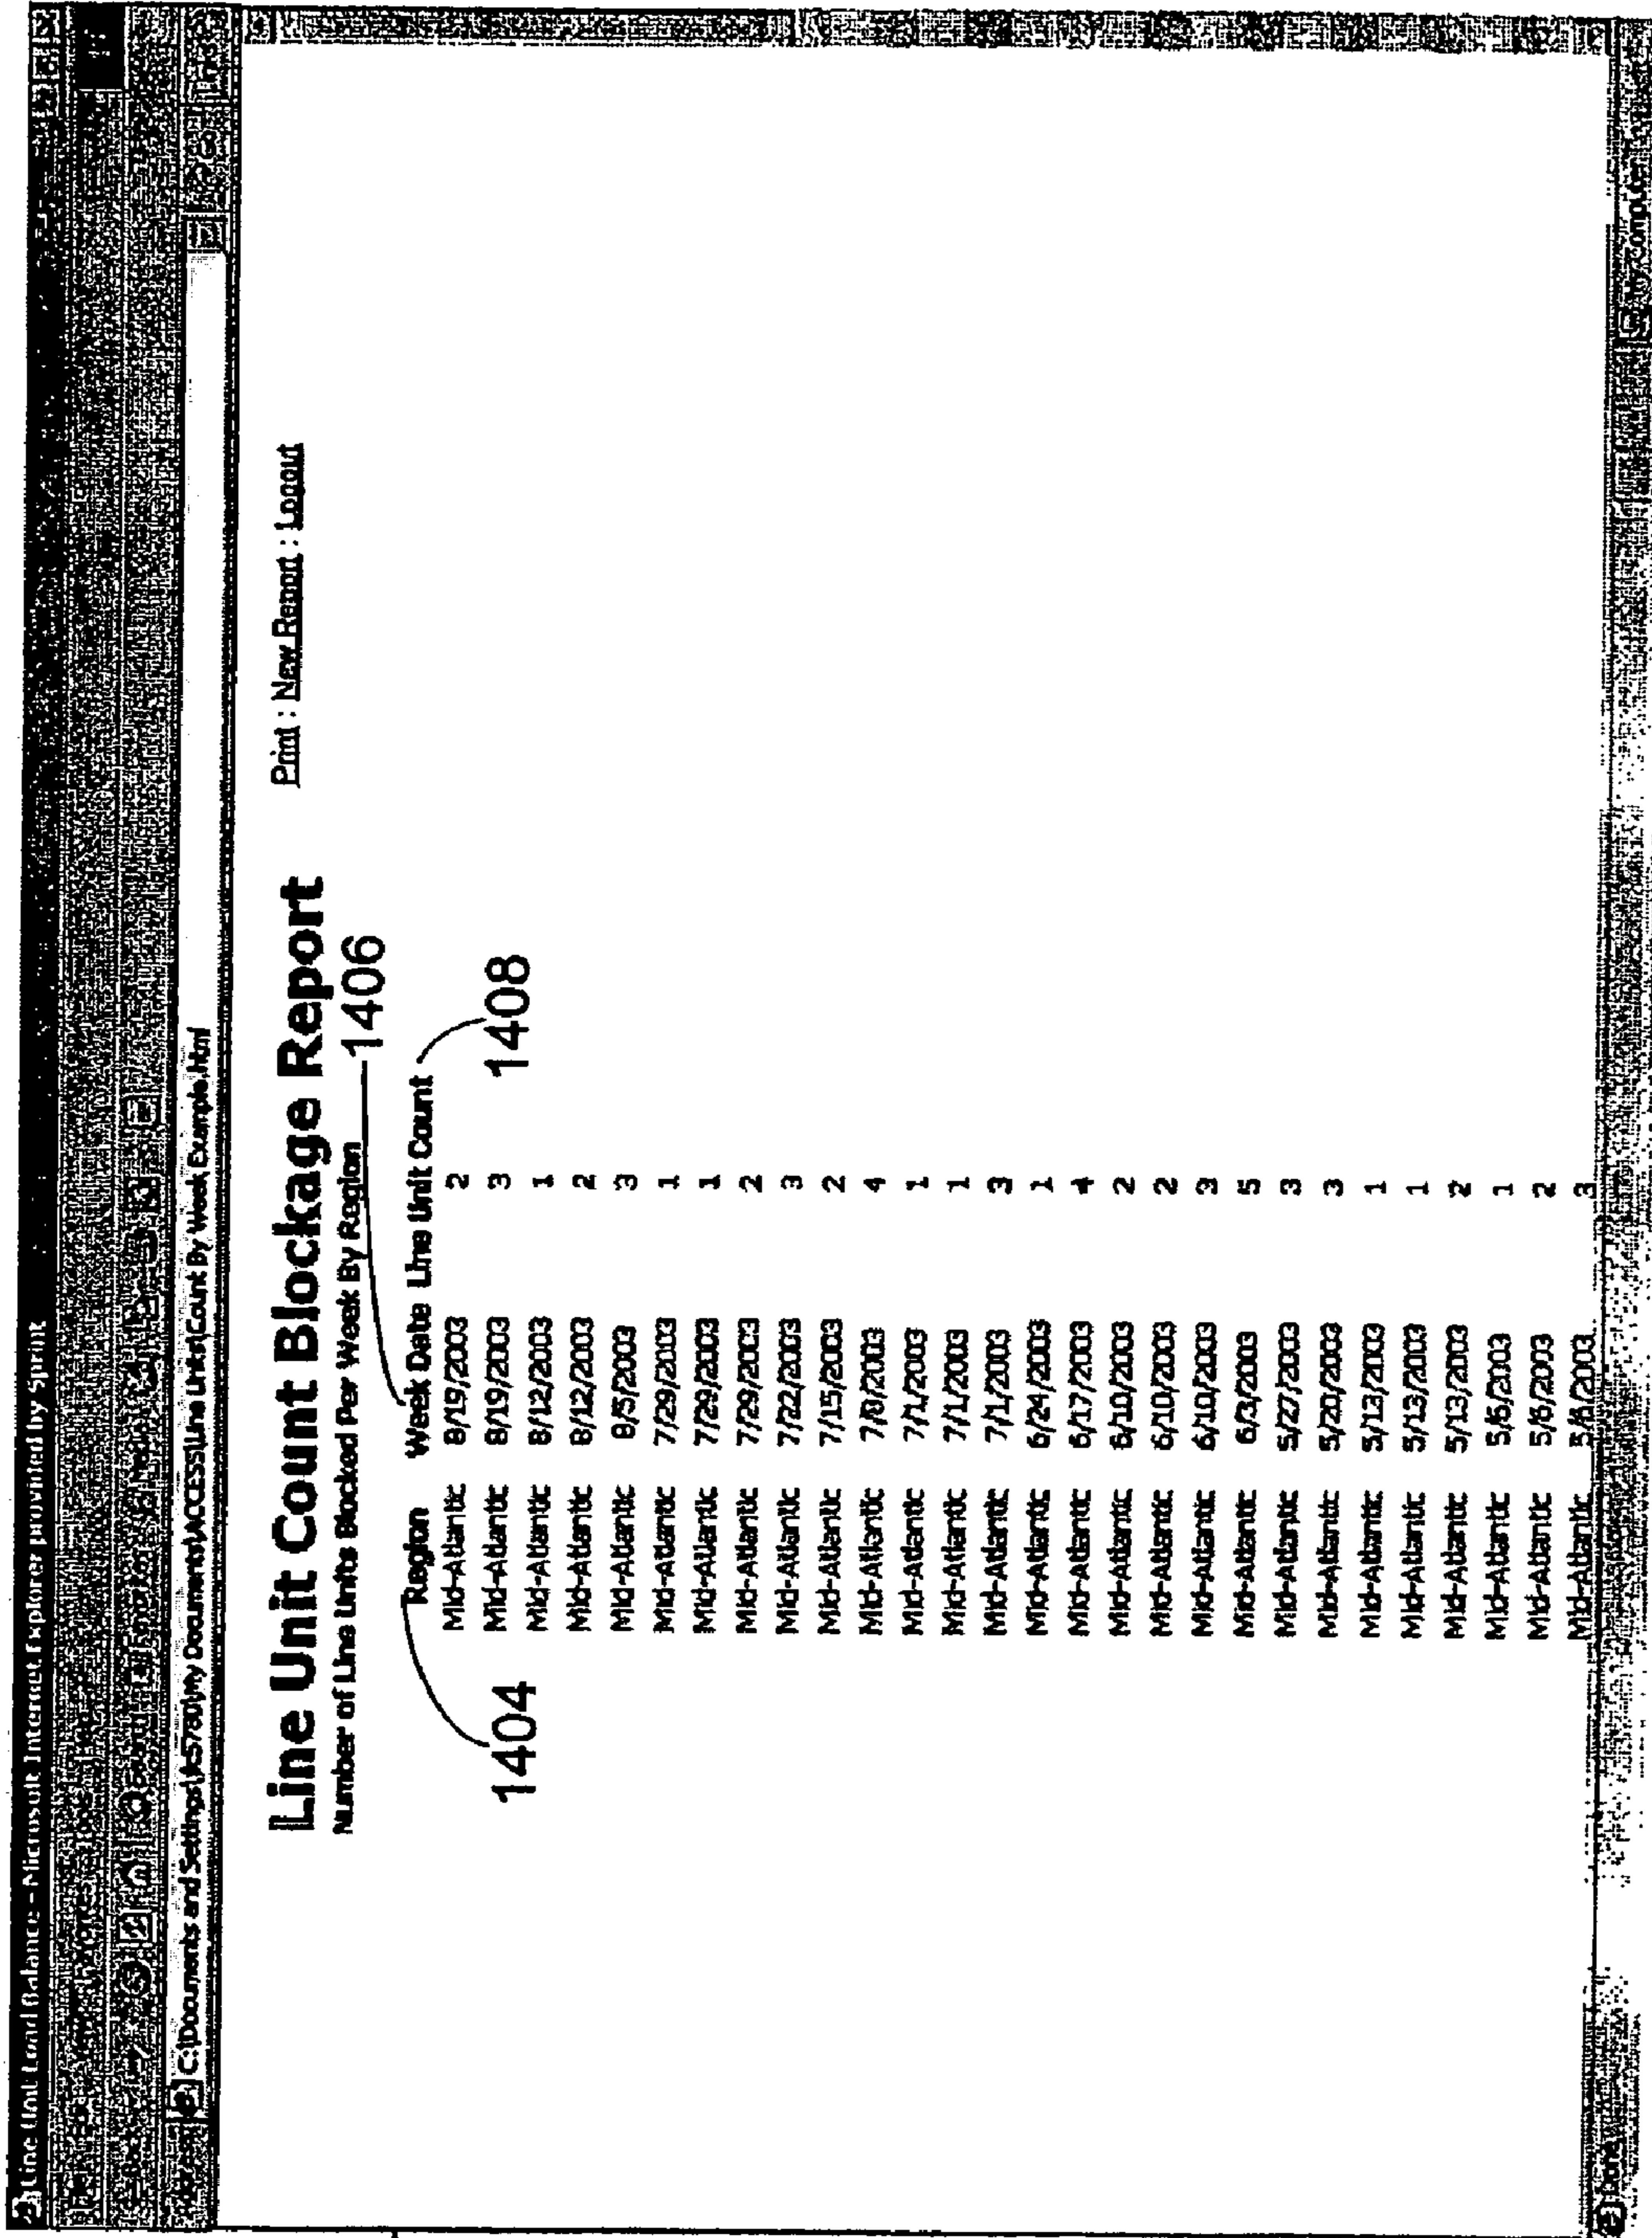 Line Unit Load Balance - Microsoft Internet Explorer provided by
C:\Documents and Settings\Ac5780\My Documents\ACCESS\Line Units\Count By Week Example.html
Line Unit Count Blockage Report
Print : New Report : Logout
Number of Line Units Blocked Per Week By Region
1406
Region Week Date Line Unit Count
1404
1408
Mid-Atlantic 8/19/2003 2
Mid-Atlantic 8/19/2003 3
Mid-Atlantic 8/12/2003 1
Mid-Atlantic 8/12/2003 2
Mid-Atlantic 8/5/2003 3
Mid-Atlantic 7/29/2003 1
Mid-Atlantic 7/29/2003 1
Mid-Atlantic 7/29/2003 2
Mid-Atlantic 7/22/2003 3
Mid-Atlantic 7/15/2003 2
Mid-Atlantic 7/8/2003 4
Mid-Atlantic 7/1/2003 1
Mid-Atlantic 7/1/2003 1
Mid-Atlantic 7/1/2003 3
Mid-Atlantic 6/24/2003 1
Mid-Atlantic 6/17/2003 4
Mid-Atlantic 6/10/2003 2
Mid-Atlantic 6/10/2003 2
Mid-Atlantic 6/10/2003 3
Mid-Atlantic 6/3/2003 5
Mid-Atlantic 5/27/2003 3
Mid-Atlantic 5/20/2003 3
Mid-Atlantic 5/13/2003 1
Mid-Atlantic 5/13/2003 1
Mid-Atlantic 5/13/2003 2
Mid-Atlantic 5/6/2003 1
Mid-Atlantic 5/6/2003 2
Mid-Atlantic 5/6/2003 3
Done
My Computer